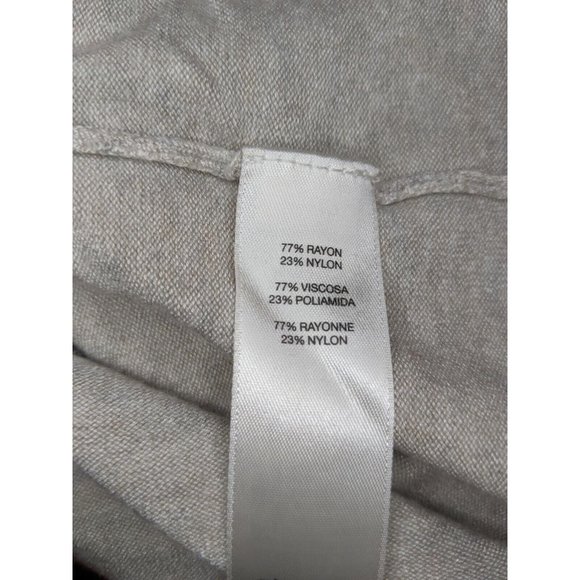 77% RAYON
23% NYLON
77% VISCOSA
23% POLIAMIDA
77% RAYONNE
23% NYLON